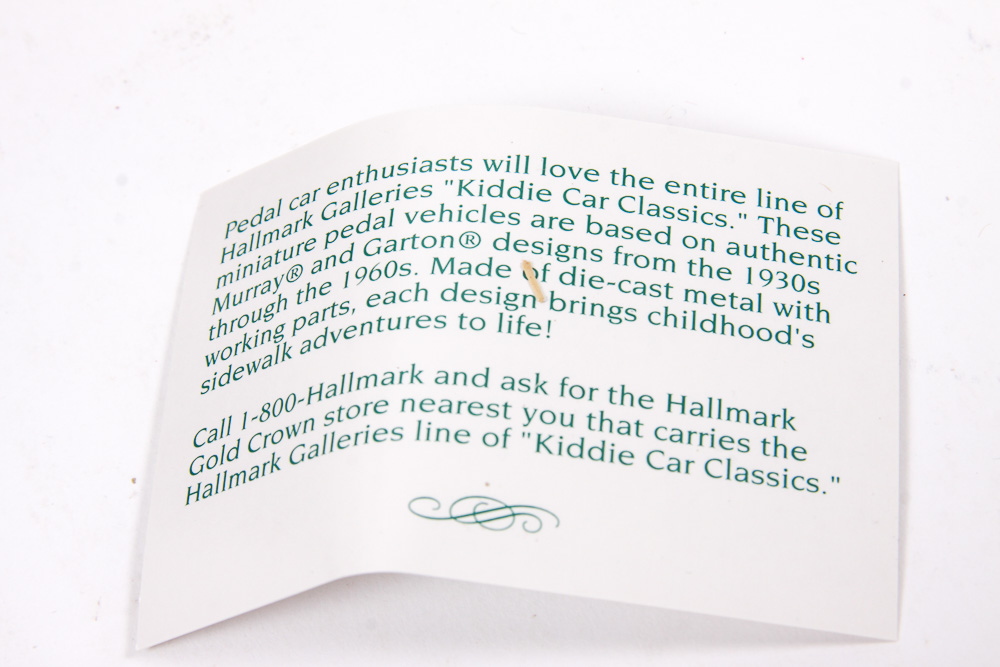 Pedal car enthusiasts will love the entire line of
Hallmark Galleries "Kiddie Car Classics." These
miniature pedal vehicles are based on authentic
Murray® and Garton® designs from the 1930s
through the 1960s. Made of die-cast metal with
working parts, each design brings childhood's
sidewalk adventures to life!
Call 1-800-Hallmark and ask for the Hallmark
Gold Crown store nearest you that carries the
Hallmark Galleries line of "Kiddie Car Classics."